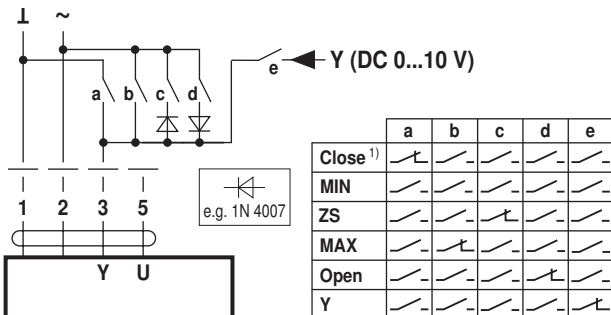 ⊥ ~
e Y (DC 0...10 V)
a b c d
1 2 3 5
e.g. 1N 4007
Y U
a b c d e
Close 1)
MIN
ZS
MAX
Open
Y